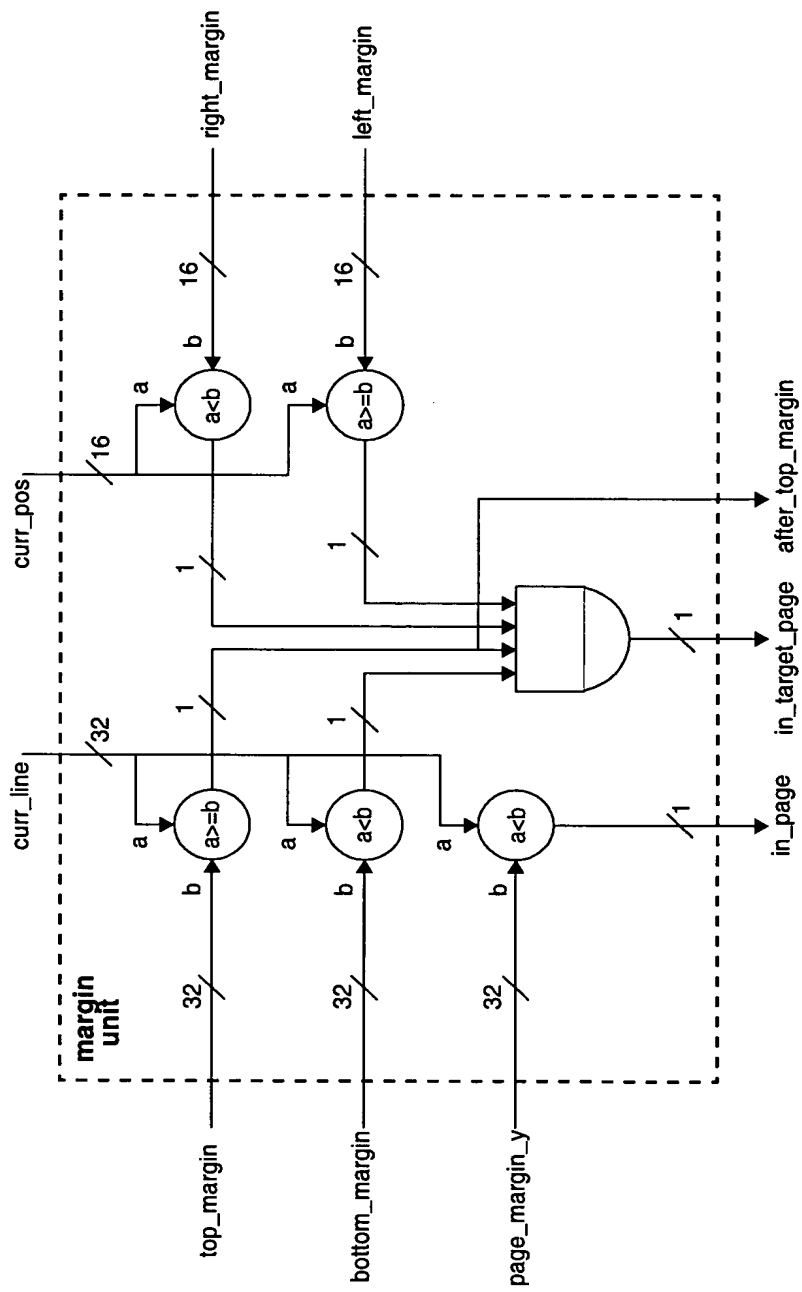 curr_line
curr_pos
margin
unit
32
16
top_margin
32
b
a
a>=b
1
1
a
a<b
b
16
right_margin
bottom_margin
32
b
a
a<b
1
1
a
a>=b
b
16
left_margin
page_margin_y
32
b
a
a<b
1
1
in_page
in_target_page
after_top_margin